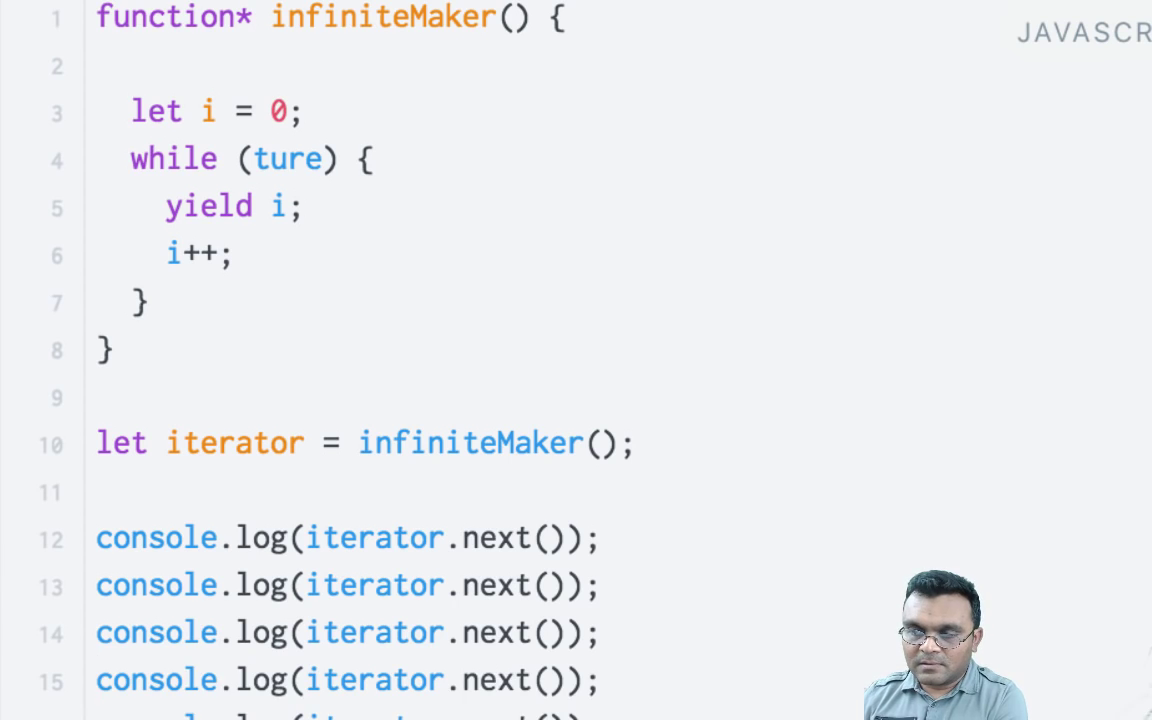 1 function* infiniteMaker() {
JAVASCR
2
3 let i = 0;
4 while (ture) {
5 yield i;
6 i++;
7 }
8 }
9
10 let iterator = infiniteMaker();
11
12 console.log(iterator.next());
13 console.log(iterator.next());
14 console.log(iterator.next());
15 console.log(iterator.next());